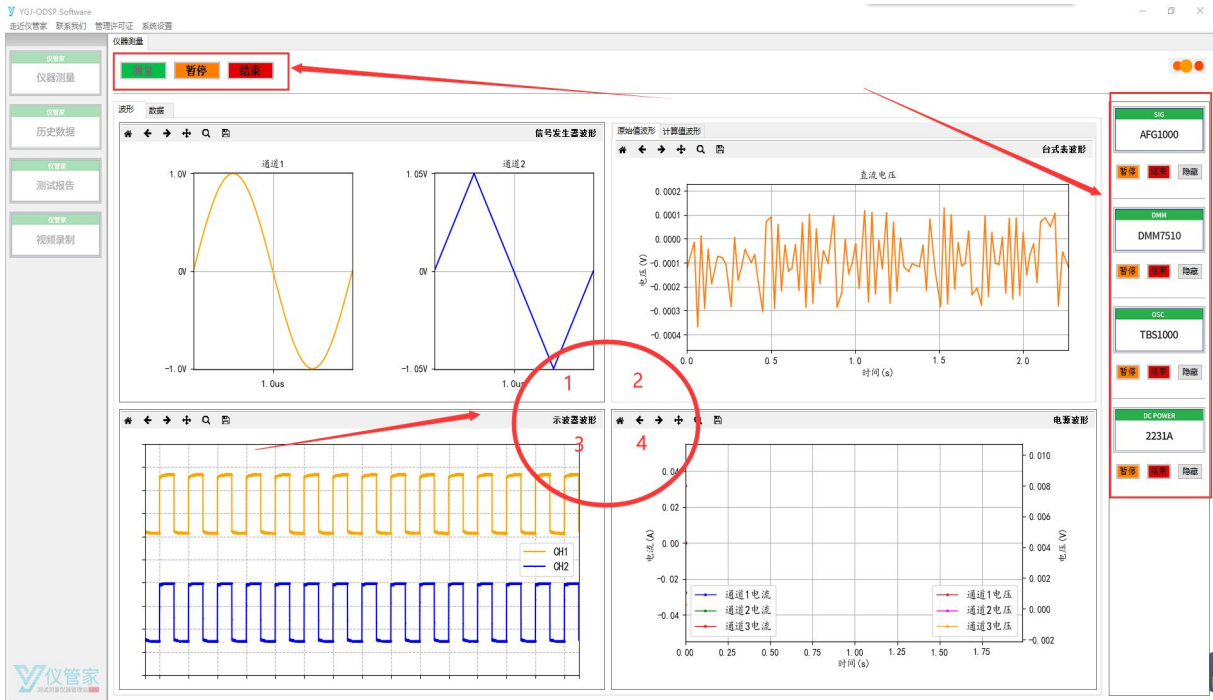 YGJ-ODSP Software
走近仪管家 联系我们 管理许可证 系统设置
仪器测量
仪管家
仪器测量
仪管家
历史数据
仪管家
测试报告
仪管家
视频录制
暂停 结束
波形 数据
信号发生器波形
通道1
1.0V
0V
-1.0V
1.0us
通道2
1.05V
0V
-1.05V
1.0us
原始值波形 计算值波形
台式表波形
直流电压
电压(V)
0.0002
0.0001
0.0000
-0.0001
-0.0002
-0.0003
-0.0004
0.0 0.5 1.0 1.5 2.0
时间(s)
1 2
3 4
示波器波形
CH1
CH2
电源波形
电流(A)
0.04
0.02
0.00
-0.02
-0.04
0.010
0.008
0.006
0.004
0.002
0.000
-0.002
电压(V)
通道1电流
通道2电流
通道3电流
通道1电压
通道2电压
通道3电压
0.00 0.25 0.50 0.75 1.00 1.25 1.50 1.75
时间(s)
SIG
AFG1000
暂停 结束 隐藏
DMM
DMM7510
暂停 结束 隐藏
OSC
TBS1000
暂停 结束 隐藏
DC POWER
2231A
暂停 结束 隐藏
仪管家